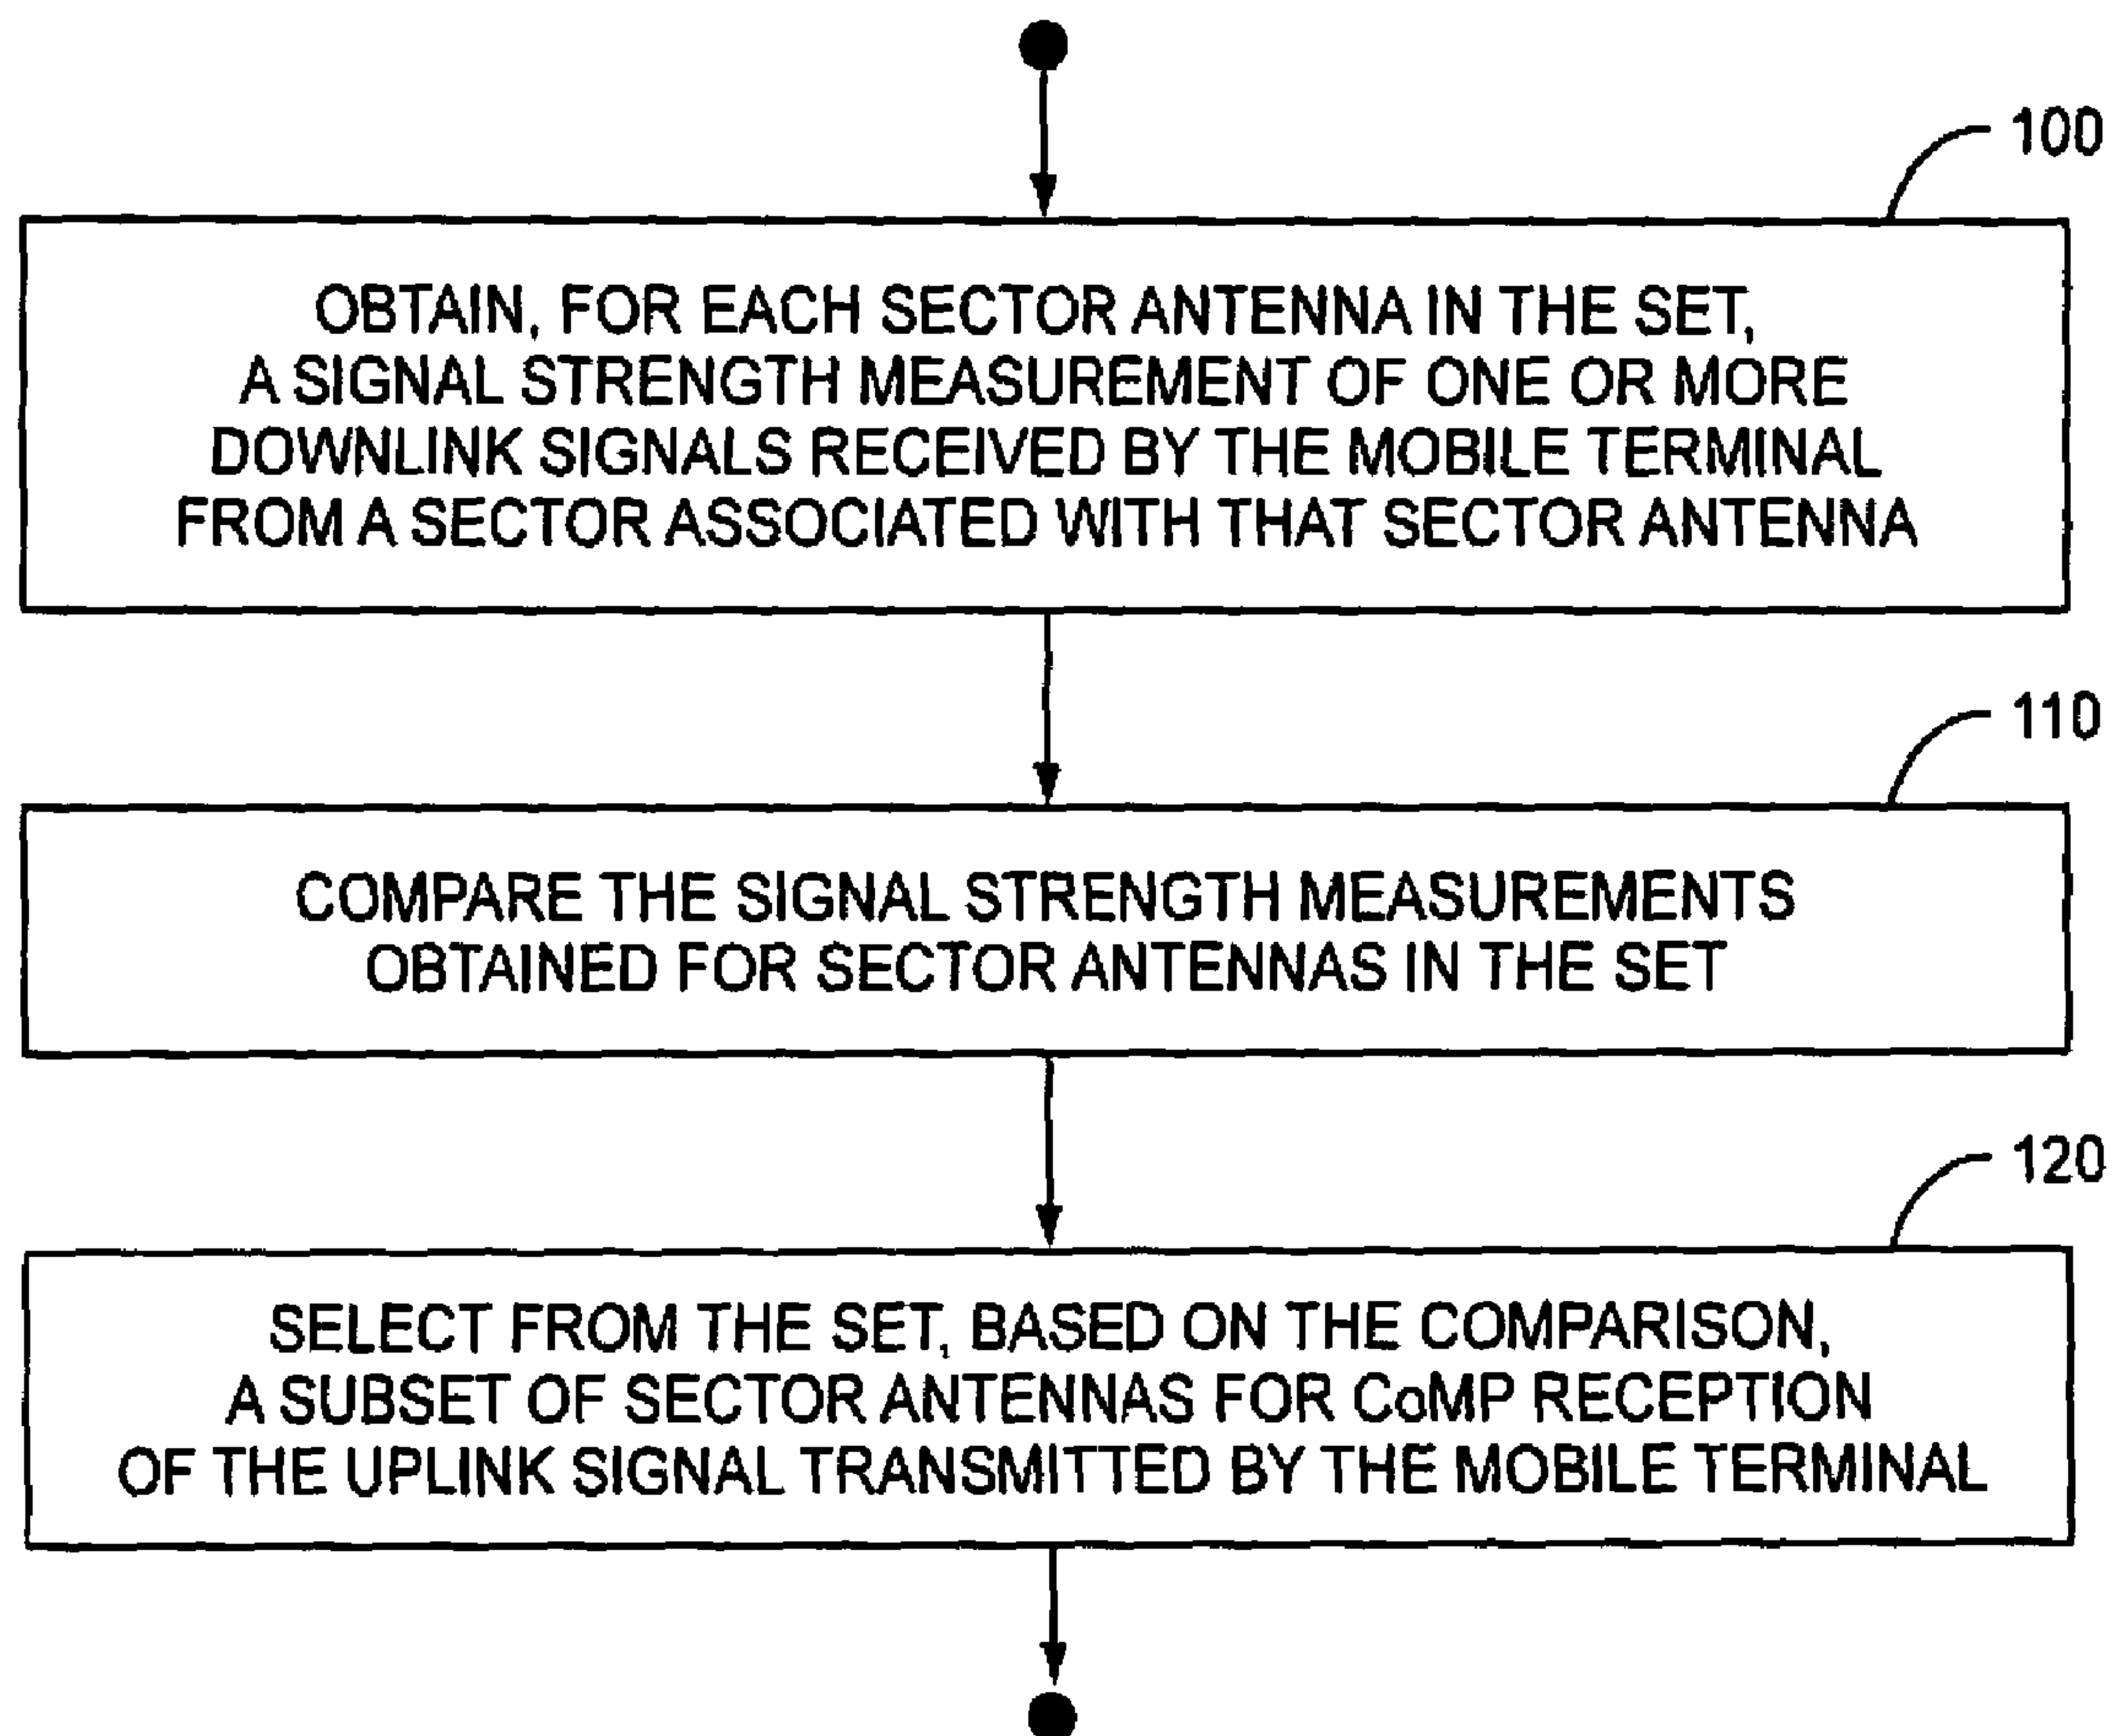 100
OBTAIN, FOR EACH SECTOR ANTENNA IN THE SET,
A SIGNAL STRENGTH MEASUREMENT OF ONE OR MORE
DOWNLINK SIGNALS RECEIVED BY THE MOBILE TERMINAL
FROM A SECTOR ASSOCIATED WITH THAT SECTOR ANTENNA
110
COMPARE THE SIGNAL STRENGTH MEASUREMENTS
OBTAINED FOR SECTOR ANTENNAS IN THE SET
120
SELECT FROM THE SET, BASED ON THE COMPARISON,
A SUBSET OF SECTOR ANTENNAS FOR CoMP RECEPTION
OF THE UPLINK SIGNAL TRANSMITTED BY THE MOBILE TERMINAL